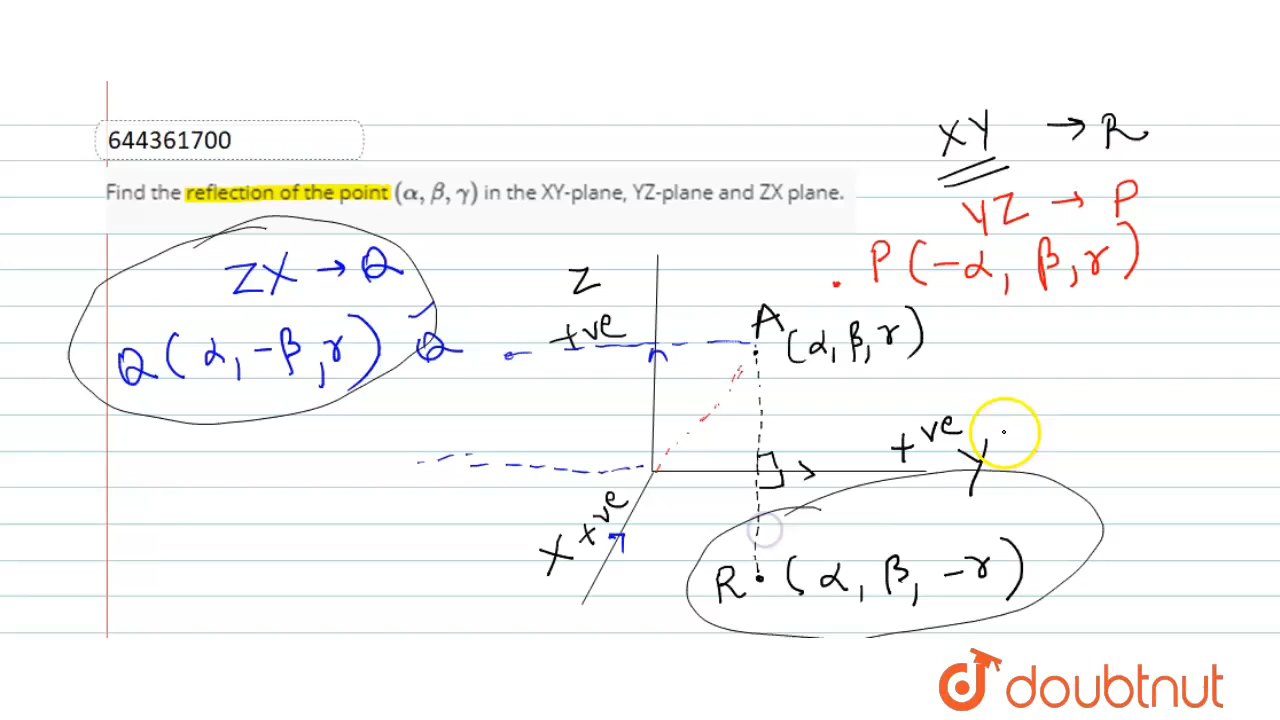 644361700
Find the reflection of the point (α, β, γ) in the XY-plane, YZ-plane and ZX plane.
XY → R
YZ → P
P(-α, β, γ)
ZX → Q
Q(α, -β, γ)
Q
Z
+ve
A
(α, β, γ)
+ve
Y
X +ve
R (α, β, -γ)
doubtnut